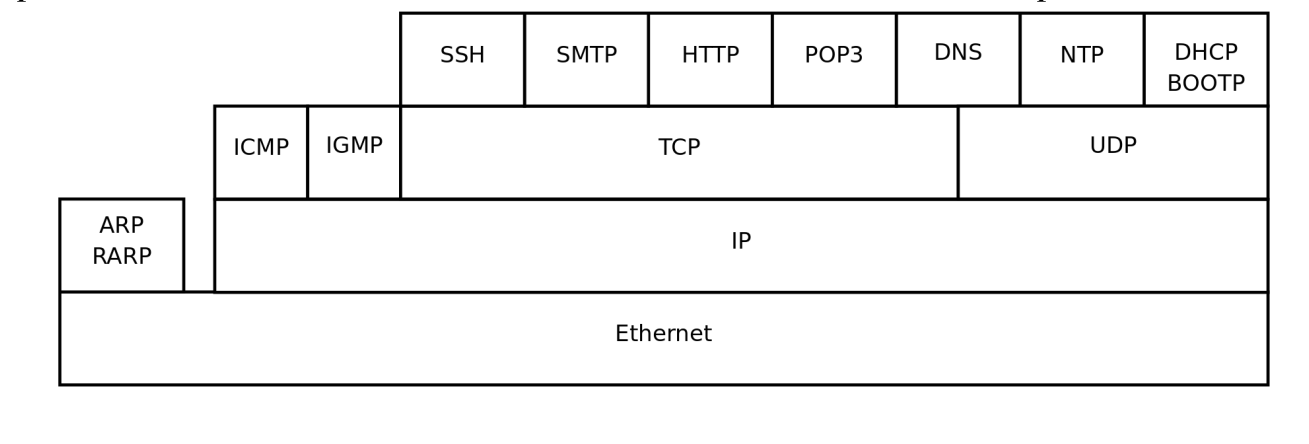 SSH SMTP HTTP POP3 DNS NTP DHCP
BOOTP
ICMP IGMP TCP UDP
ARP
RARP
IP
Ethernet